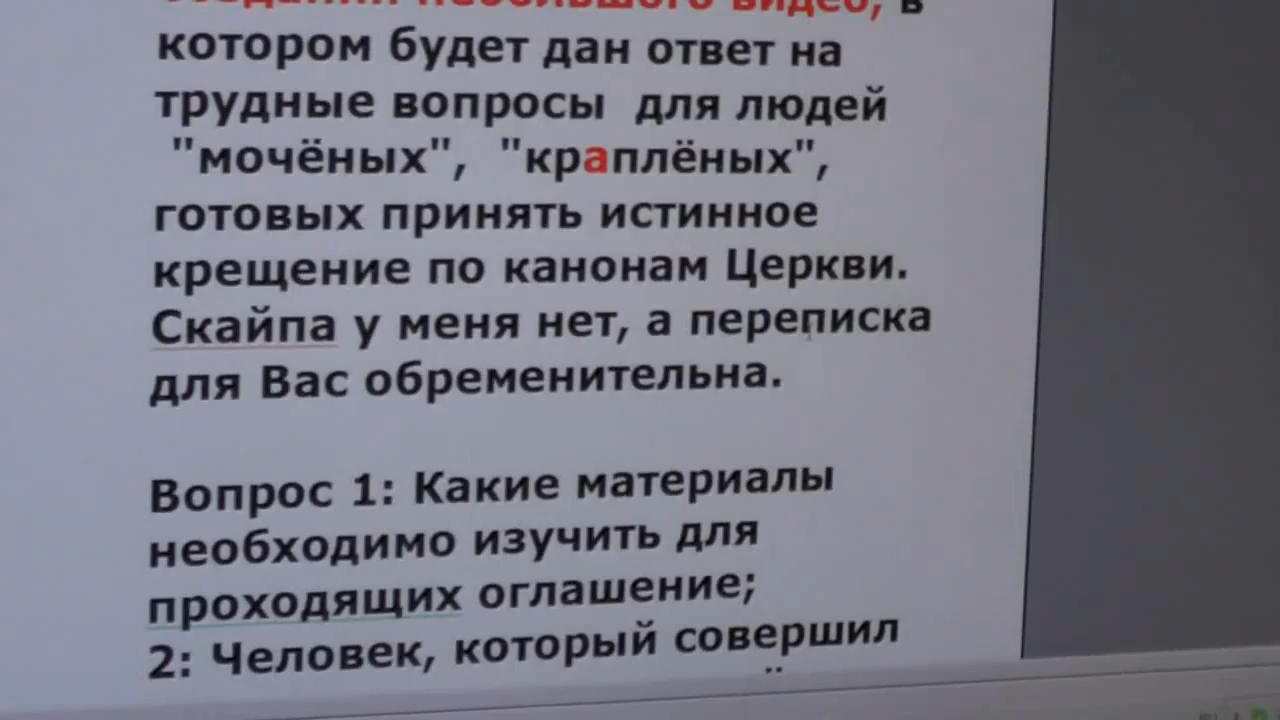 небольшого видео, в
котором будет дан ответ на
трудные вопросы для людей
"мочёных", "краплёных",
готовых принять истинное
крещение по канонам Церкви.
Скайпа у меня нет, а переписка
для Вас обременительна.
Вопрос 1: Какие материалы
необходимо изучить для
проходящих оглашение;
2: Человек, который совершил